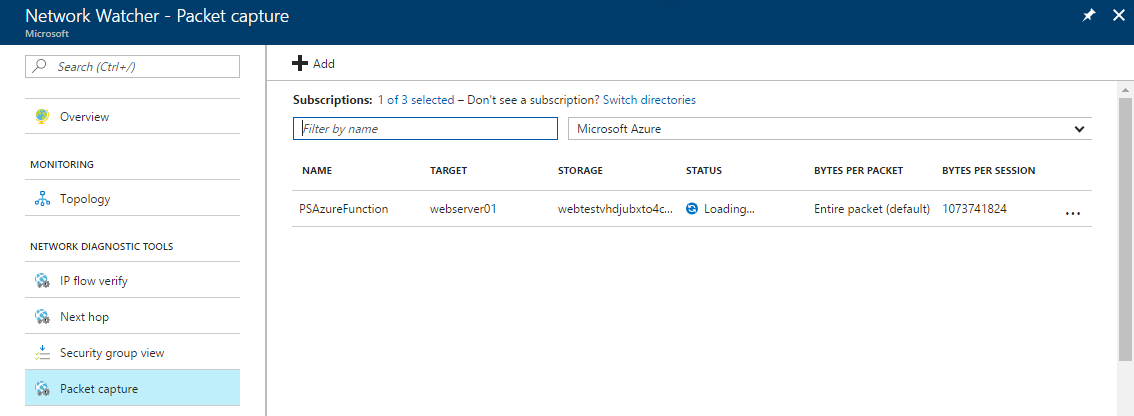 Network Watcher - Packet capture
Microsoft
Search (Ctrl+/)
Overview
MONITORING
Topology
NETWORK DIAGNOSTIC TOOLS
IP flow verify
Next hop
Security group view
Packet capture
Add
Subscriptions: 1 of 3 selected – Don't see a subscription? Switch directories
Filter by name
Microsoft Azure
NAME TARGET STORAGE STATUS BYTES PER PACKET BYTES PER SESSION
PSAzureFunction webserver01 webtestvhdjubxto4c... Loading... Entire packet (default) 1073741824 ...